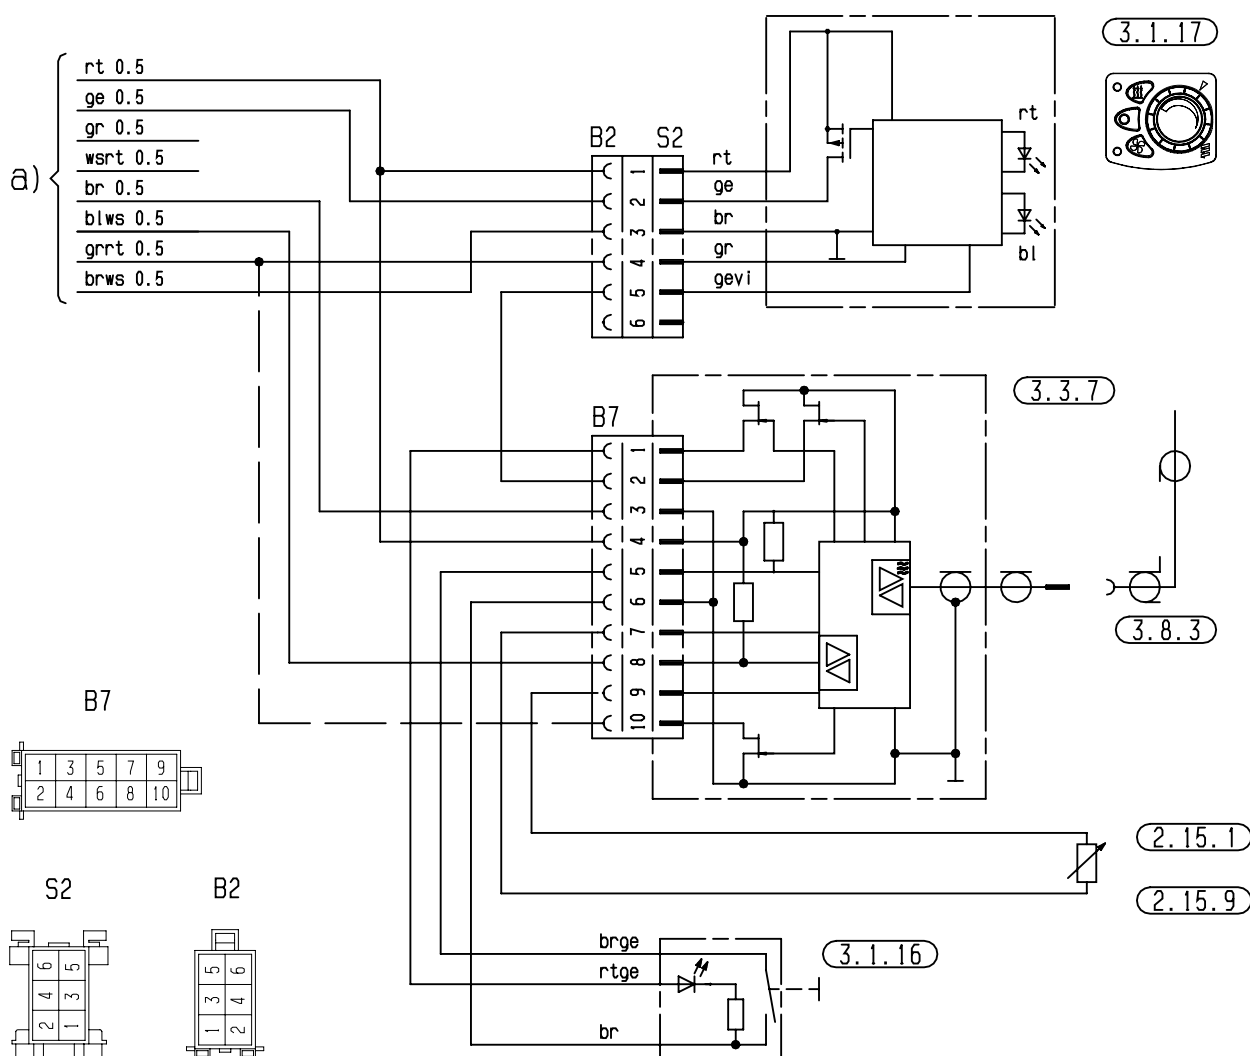 3.1.17
a)
rt 0.5
ge 0.5
gr 0.5
wsrt 0.5
br 0.5
blws 0.5
grrt 0.5
brws 0.5
B2 S2
1
2
3
4
5
6
rt
ge
br
gr
gevi
rt
bl
3.3.7
B7
1
2
3
4
5
6
7
8
9
10
3.8.3
B7
1 3 5 7 9
2 4 6 8 10
2.15.1
2.15.9
S2
6 5
4 3
2 1
B2
5 6
3 4
1 2
brge
rtge
br
3.1.16